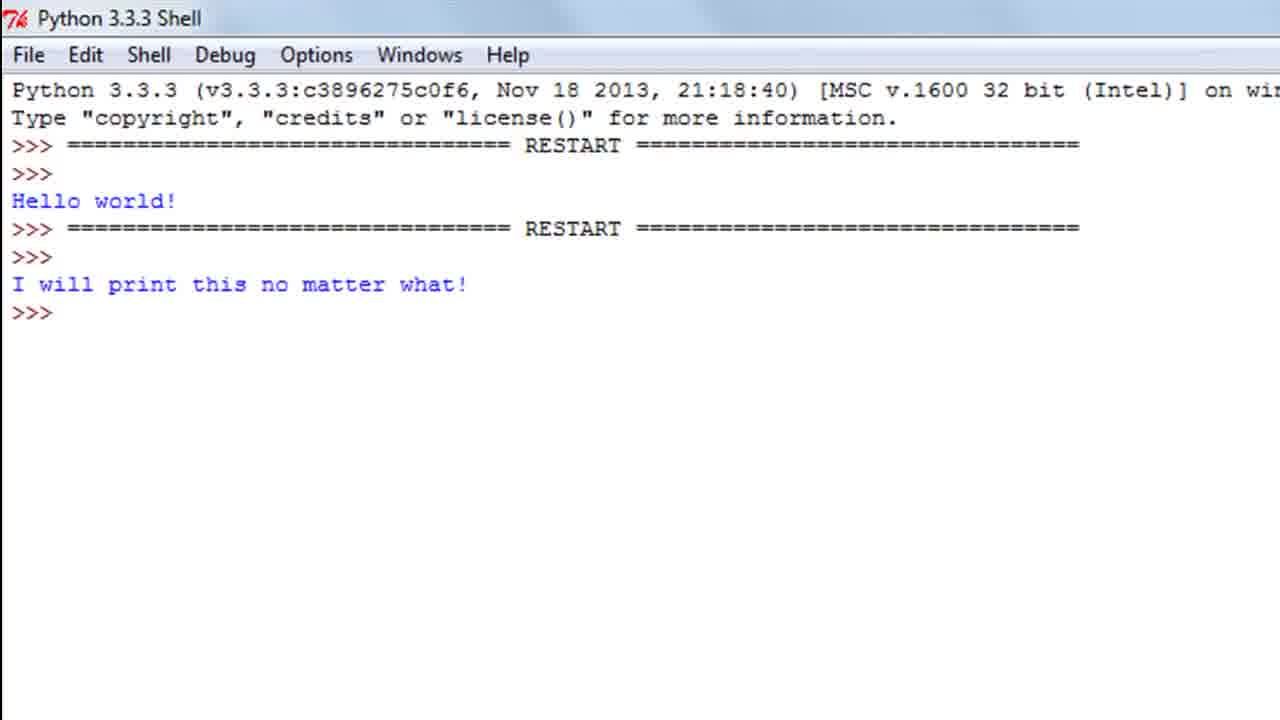 Python 3.3.3 Shell
File Edit Shell Debug Options Windows Help
Python 3.3.3 (v3.3.3:c3896275c0f6, Nov 18 2013, 21:18:40) [MSC v.1600 32 bit (Intel)] on win
Type "copyright", "credits" or "license()" for more information.
>>> ================================ RESTART ================================
>>>
Hello world!
>>> ================================ RESTART ================================
>>>
I will print this no matter what!
>>>